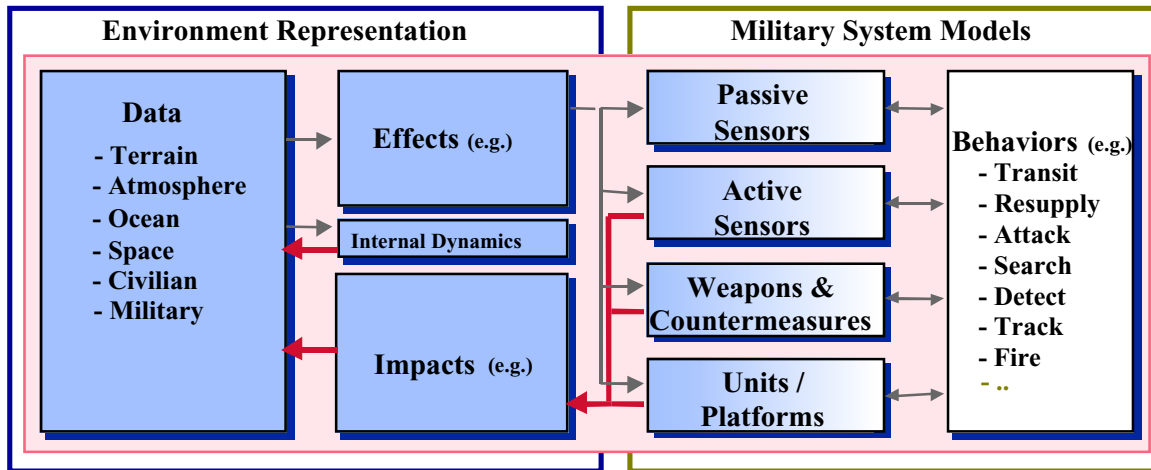 Environment Representation
Military System Models
Data
- Terrain
- Atmosphere
- Ocean
- Space
- Civilian
- Military
Effects (e.g.)
Internal Dynamics
Impacts (e.g.)
Passive
Sensors
Active
Sensors
Weapons &
Countermeasures
Units /
Platforms
Behaviors (e.g.)
- Transit
- Resupply
- Attack
- Search
- Detect
- Track
- Fire
- ..